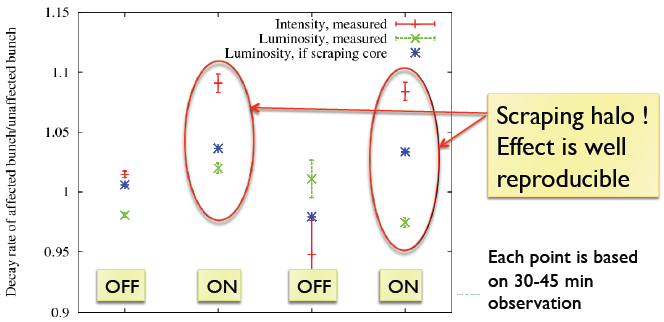 Intensity, measured
Luminosity, measured
Luminosity, if scraping core
Decay rate of affected bunch/unaffected bunch
1.15
1.1
1.05
1
0.95
0.9
Scraping halo !
Effect is well
reproducible
Each point is based
on 30-45 min
observation
OFF
ON
OFF
ON